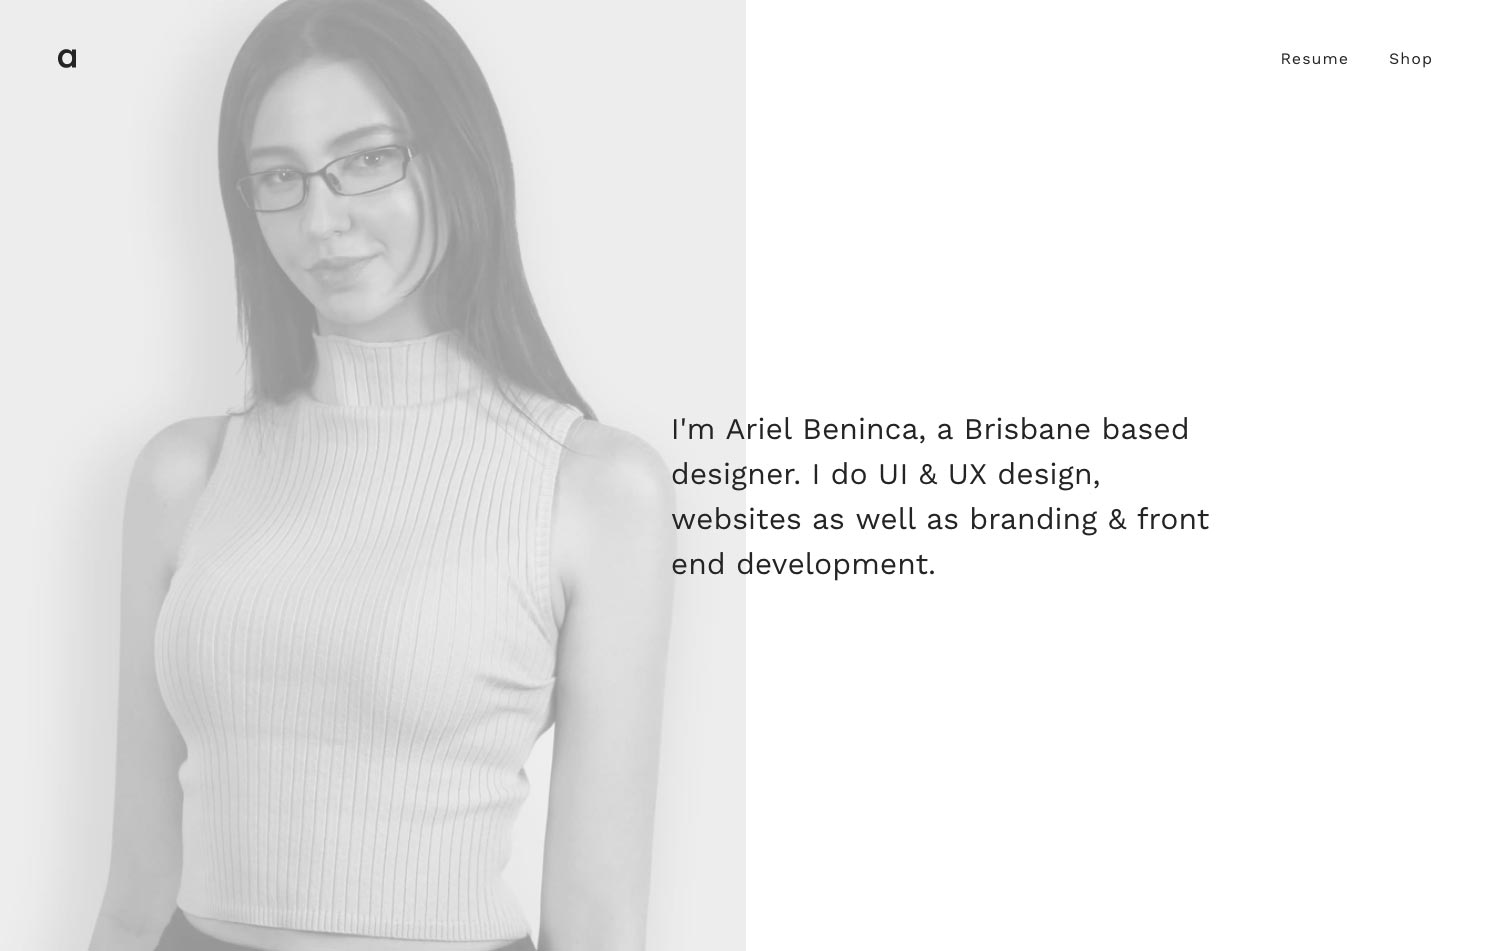 a
Resume Shop
I'm Ariel Beninca, a Brisbane based
designer. I do UI & UX design,
websites as well as branding & front
end development.